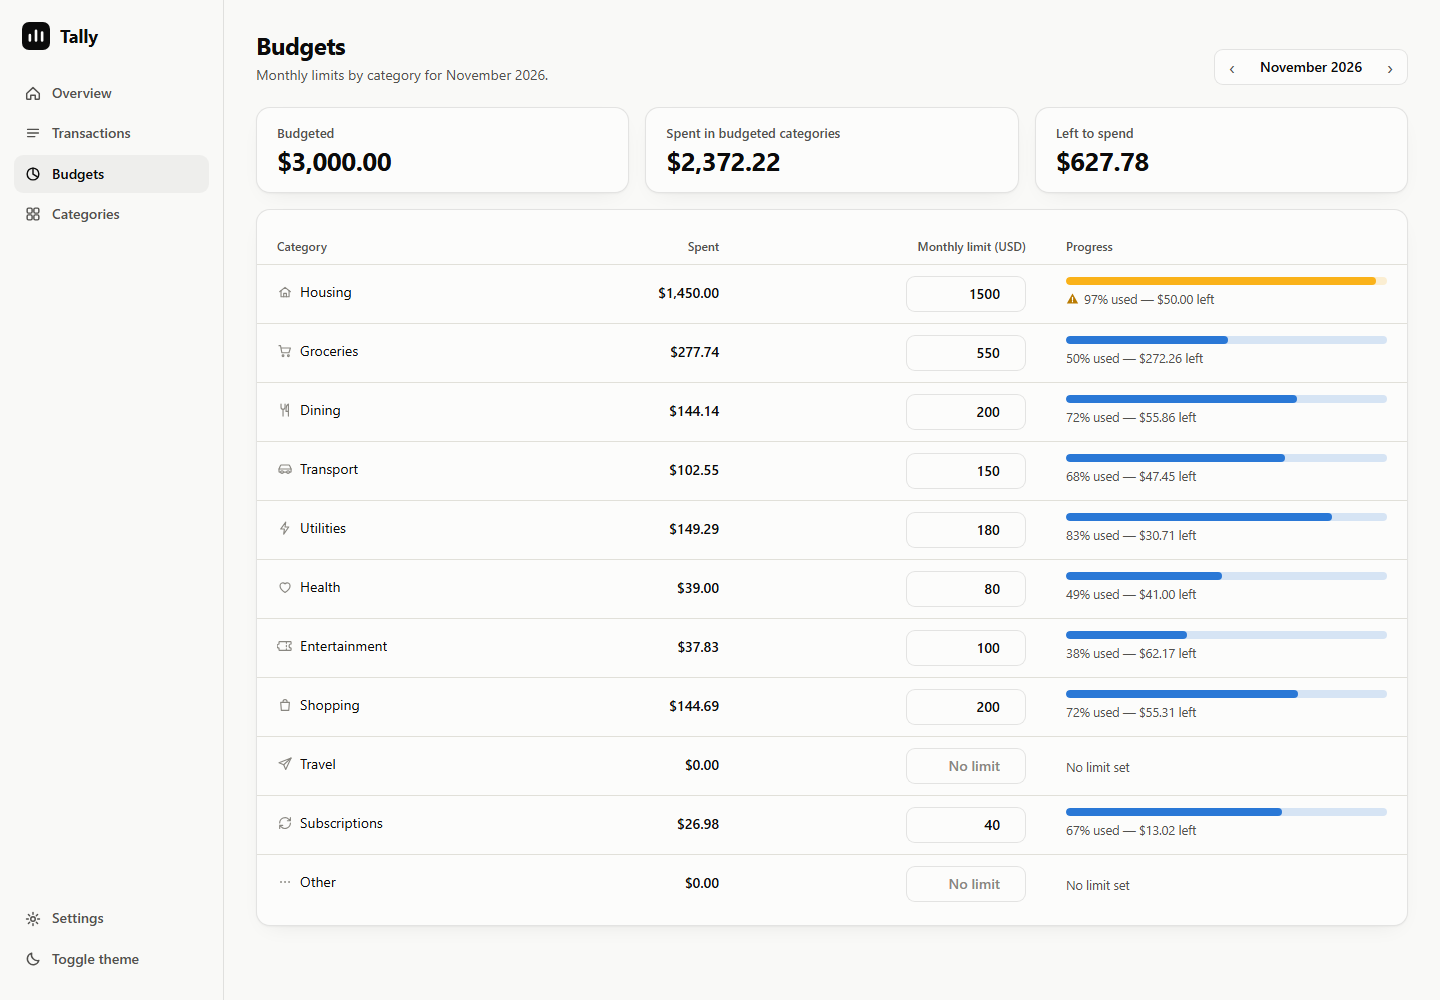 Tally
Overview
Transactions
Budgets
Categories
Settings
Toggle theme
Budgets
Monthly limits by category for November 2026.
‹ November 2026 ›
Budgeted
$3,000.00
Spent in budgeted categories
$2,372.22
Left to spend
$627.78
Category Spent Monthly limit (USD) Progress
Housing $1,450.00 1500 97% used — $50.00 left
Groceries $277.74 550 50% used — $272.26 left
Dining $144.14 200 72% used — $55.86 left
Transport $102.55 150 68% used — $47.45 left
Utilities $149.29 180 83% used — $30.71 left
Health $39.00 80 49% used — $41.00 left
Entertainment $37.83 100 38% used — $62.17 left
Shopping $144.69 200 72% used — $55.31 left
Travel $0.00 No limit No limit set
Subscriptions $26.98 40 67% used — $13.02 left
Other $0.00 No limit No limit set